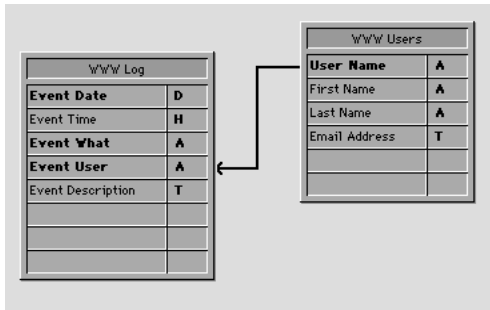 WWW Log
Event Date D
Event Time H
Event What A
Event User A
Event Description T
WWW Users
User Name A
First Name A
Last Name A
Email Address T